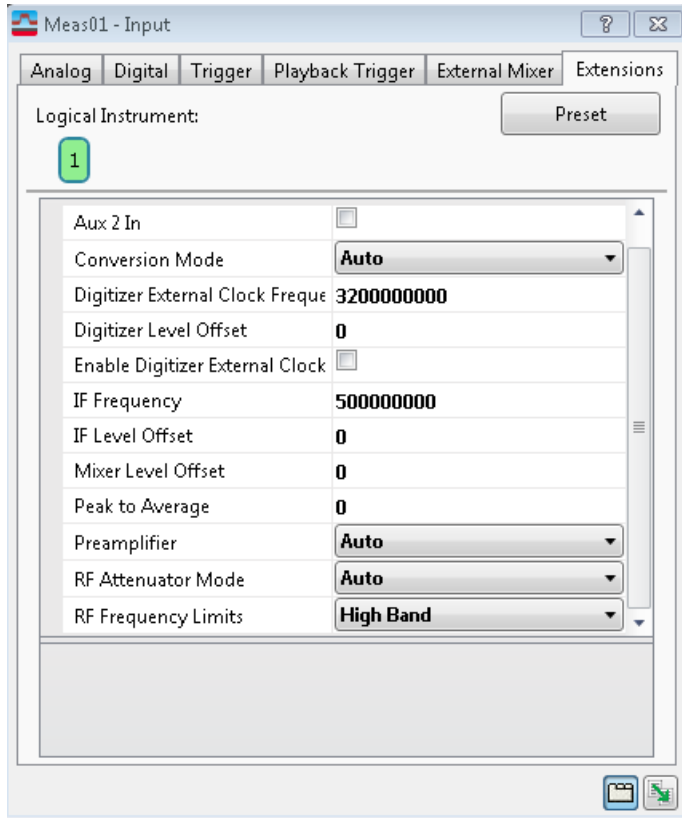 Meas01 - Input
Analog Digital Trigger Playback Trigger External Mixer Extensions
Logical Instrument: Preset
1
Aux 2 In
Conversion Mode Auto
Digitizer External Clock Freque 3200000000
Digitizer Level Offset 0
Enable Digitizer External Clock
IF Frequency 500000000
IF Level Offset 0
Mixer Level Offset 0
Peak to Average 0
Preamplifier Auto
RF Attenuator Mode Auto
RF Frequency Limits High Band